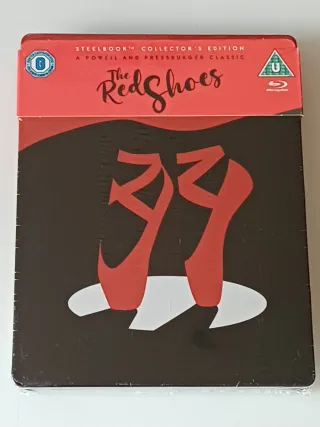 STEELBOOK™ COLLECTOR'S EDITION
A POWELL AND PRESSBURGER CLASSIC
The
Red Shoes
B
U
Blu-ray